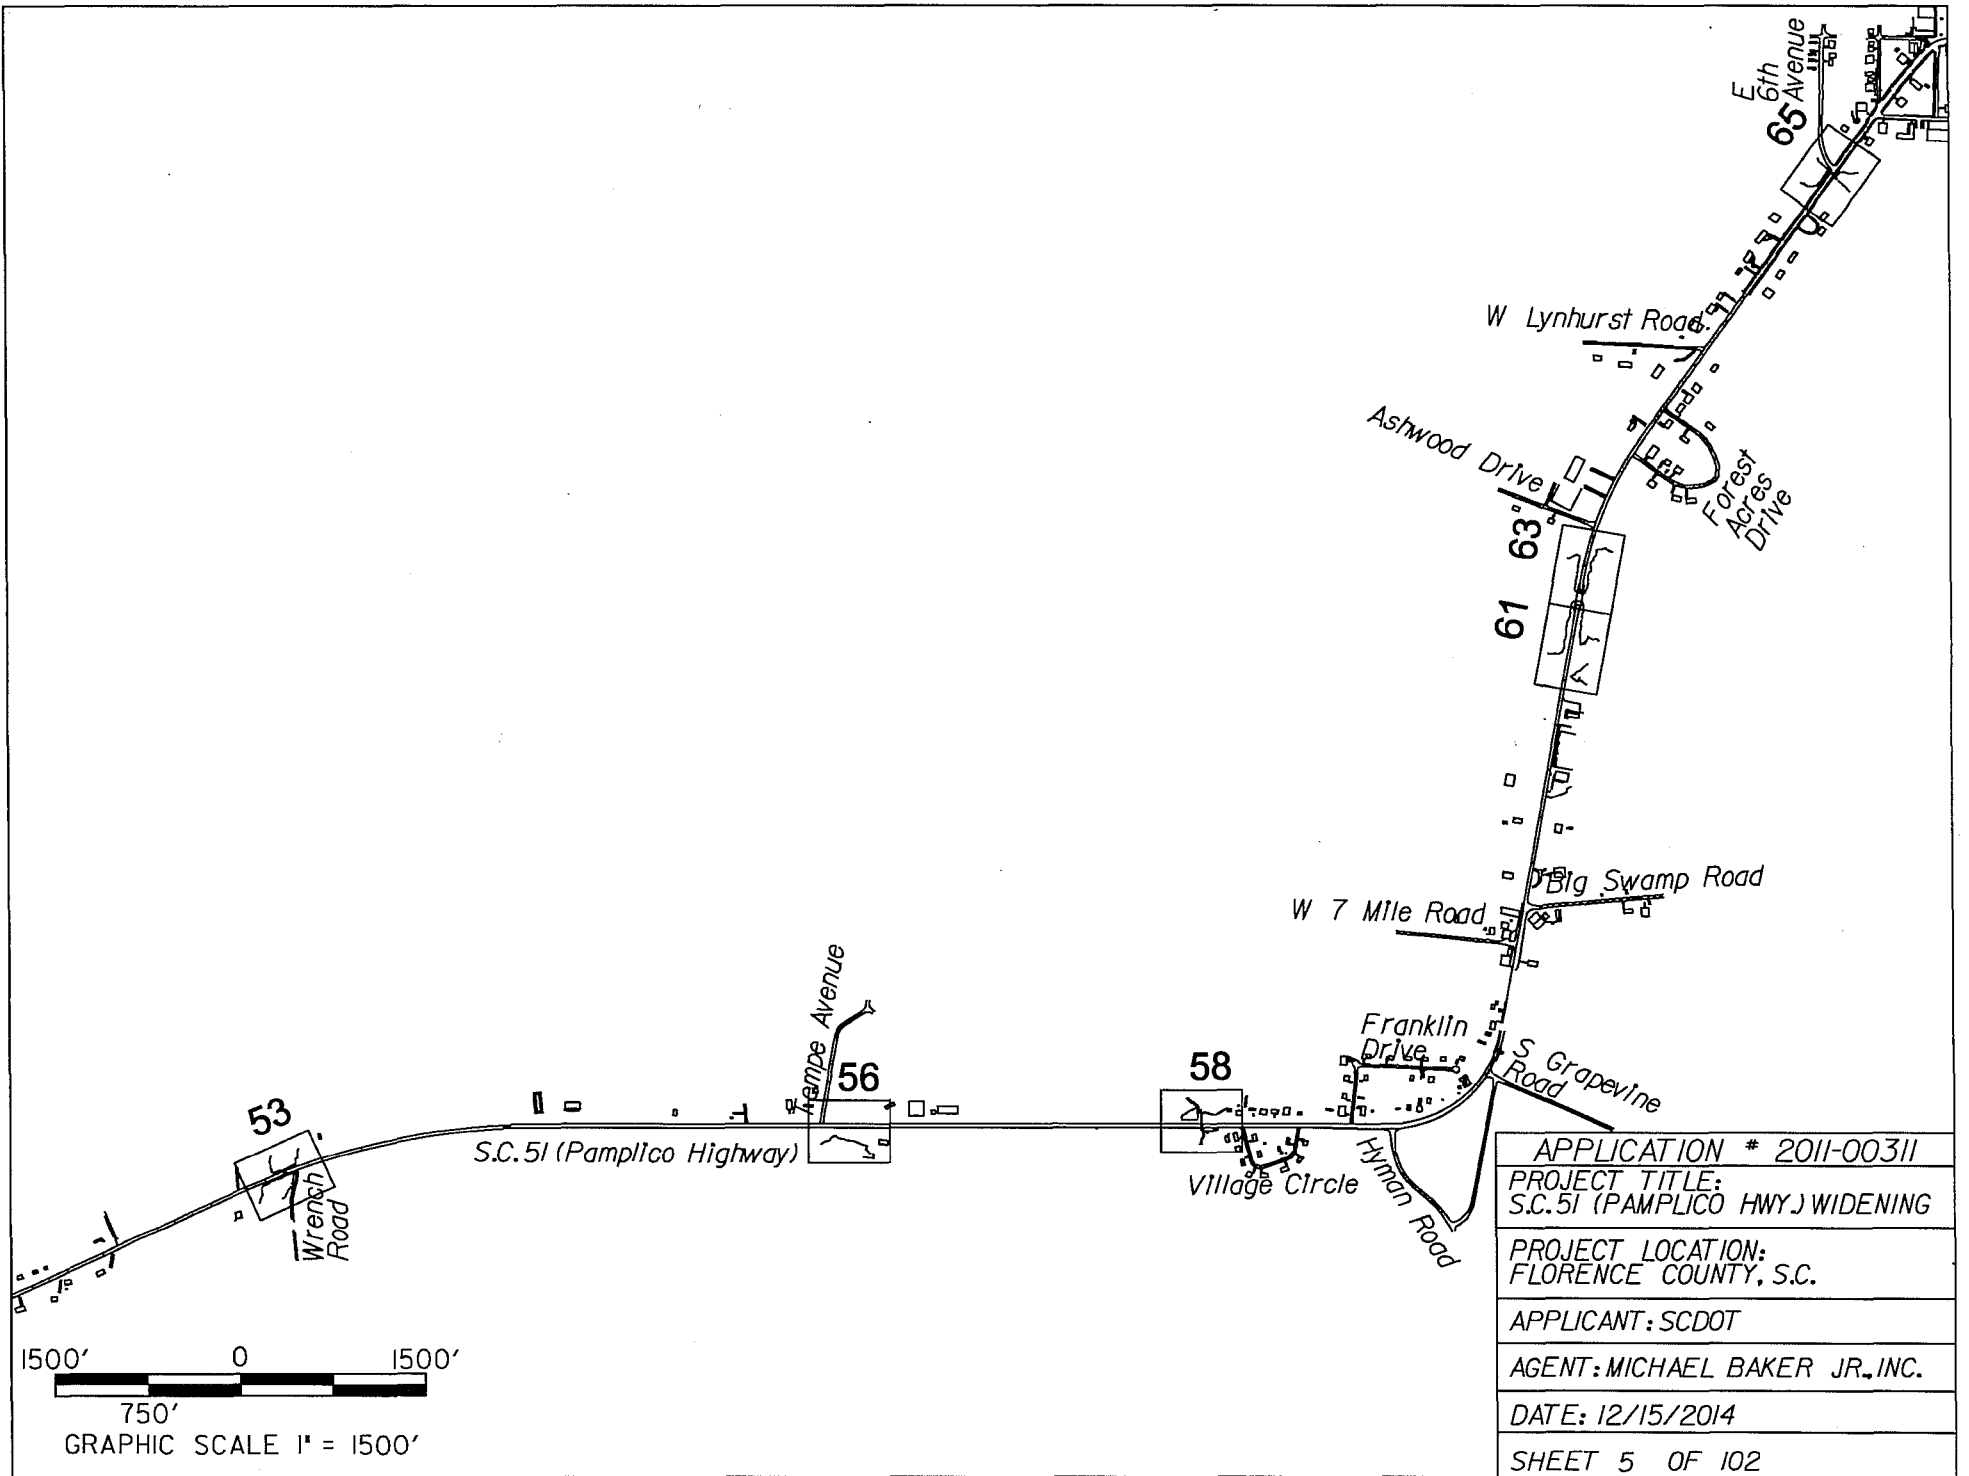 E
6th
Avenue
65
W Lynhurst Road
Ashwood Drive
Forest
Acres
Drive
63
61
Big Swamp Road
W 7 Mile Road
Avenue
Franklin
Drive
S Grapevine
Road
56
58
53
S.C.51 (Pamplico Highway)
Village Circle
Hyman Road
Wrench
Road
1500' 0 1500'
750'
GRAPHIC SCALE 1" = 1500'
APPLICATION # 2011-00311
PROJECT TITLE:
S.C.51 (PAMPLICO HWY.) WIDENING
PROJECT LOCATION:
FLORENCE COUNTY, S.C.
APPLICANT: SCDOT
AGENT: MICHAEL BAKER JR., INC.
DATE: 12/15/2014
SHEET 5 OF 102